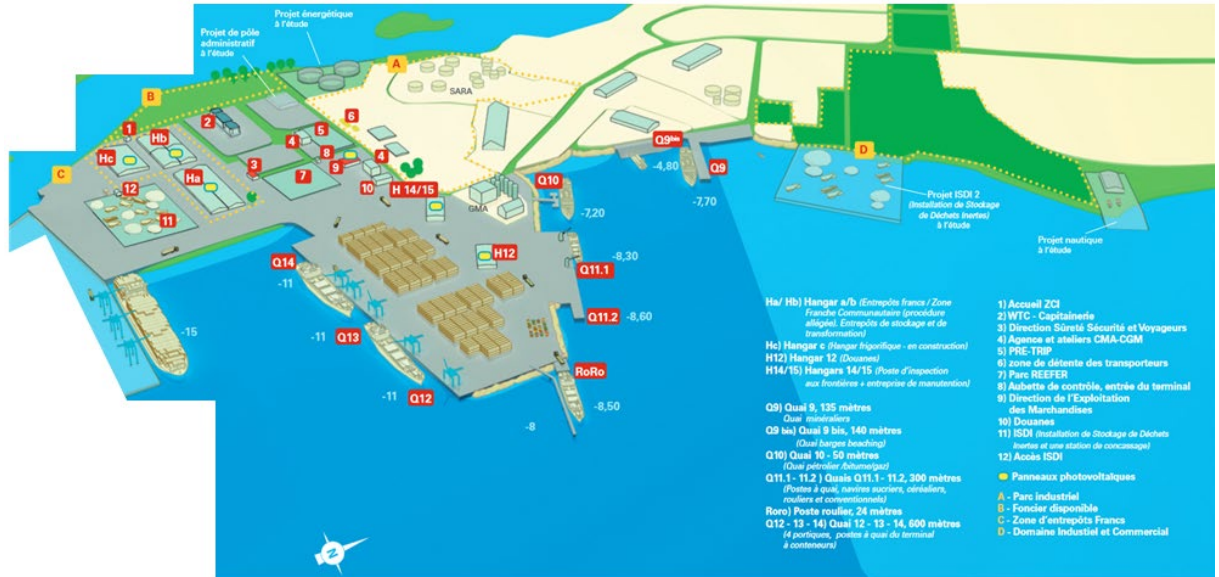 Projet énergétique
à l'étude
Projet de pôle
administratif
à l'étude
A
SARA
B
1
2
6
5
Hb
4
Hc
8
4
9
3
Q9bis
-4,80
Q9
D
C
Ha
7
10
H 14/15
Q10
12
GMA
-7,20
-7,70
Projet ISDI 2
(Installation de Stockage
de Déchets Inertes)
à l'étude
11
Projet nautique
à l'étude
H12
-8,30
Q14
Q11.1
-11
Q11.2
-8,60
-15
-11
Q13
RoRo
-11
Q12
-8,50
-8
N
Ha/ Hb) Hangar a/b (Entrepôts francs / Zone
Franche Communautaire (procédure
allégée). Entrepôts de stockage et de
transformation)
Hc) Hangar c (Hangar frigorifique - en construction)
H12) Hangar 12 (Douanes)
H14/15) Hangars 14/15 (Poste d'inspection
aux frontières + entreprise de manutention)
Q9) Quai 9, 135 mètres
Quai minéraliers
Q9 bis) Quai 9 bis, 140 mètres
(Quai barges beaching)
Q10) Quai 10 - 50 mètres
(Quai pétrolier /bitume/gaz)
Q11.1 - 11.2 ) Quais Q11.1 - 11.2, 300 mètres
(Postes à quai, navires sucriers, céréaliers,
rouliers et conventionnels)
Roro) Poste roulier, 24 mètres
Q12 - 13 - 14) Quai 12 - 13 - 14, 600 mètres
(4 portiques, postes à quai du terminal
à conteneurs)
1) Accueil ZCI
2) WTC - Capitainerie
3) Direction Sûreté Sécurité et Voyageurs
4) Agence et ateliers CMA-CGM
5) PRE-TRIP
6) zone de détente des transporteurs
7) Parc REEFER
8) Aubette de contrôle, entrée du terminal
9) Direction de l'Exploitation
des Marchandises
10) Douanes
11) ISDI (Installation de Stockage de Déchets
Inertes et une station de concassage)
12) Accès ISDI
Panneaux photovoltaïques
A - Parc industriel
B - Foncier disponible
C - Zone d'entrepôts Francs
D - Domaine Industiel et Commercial